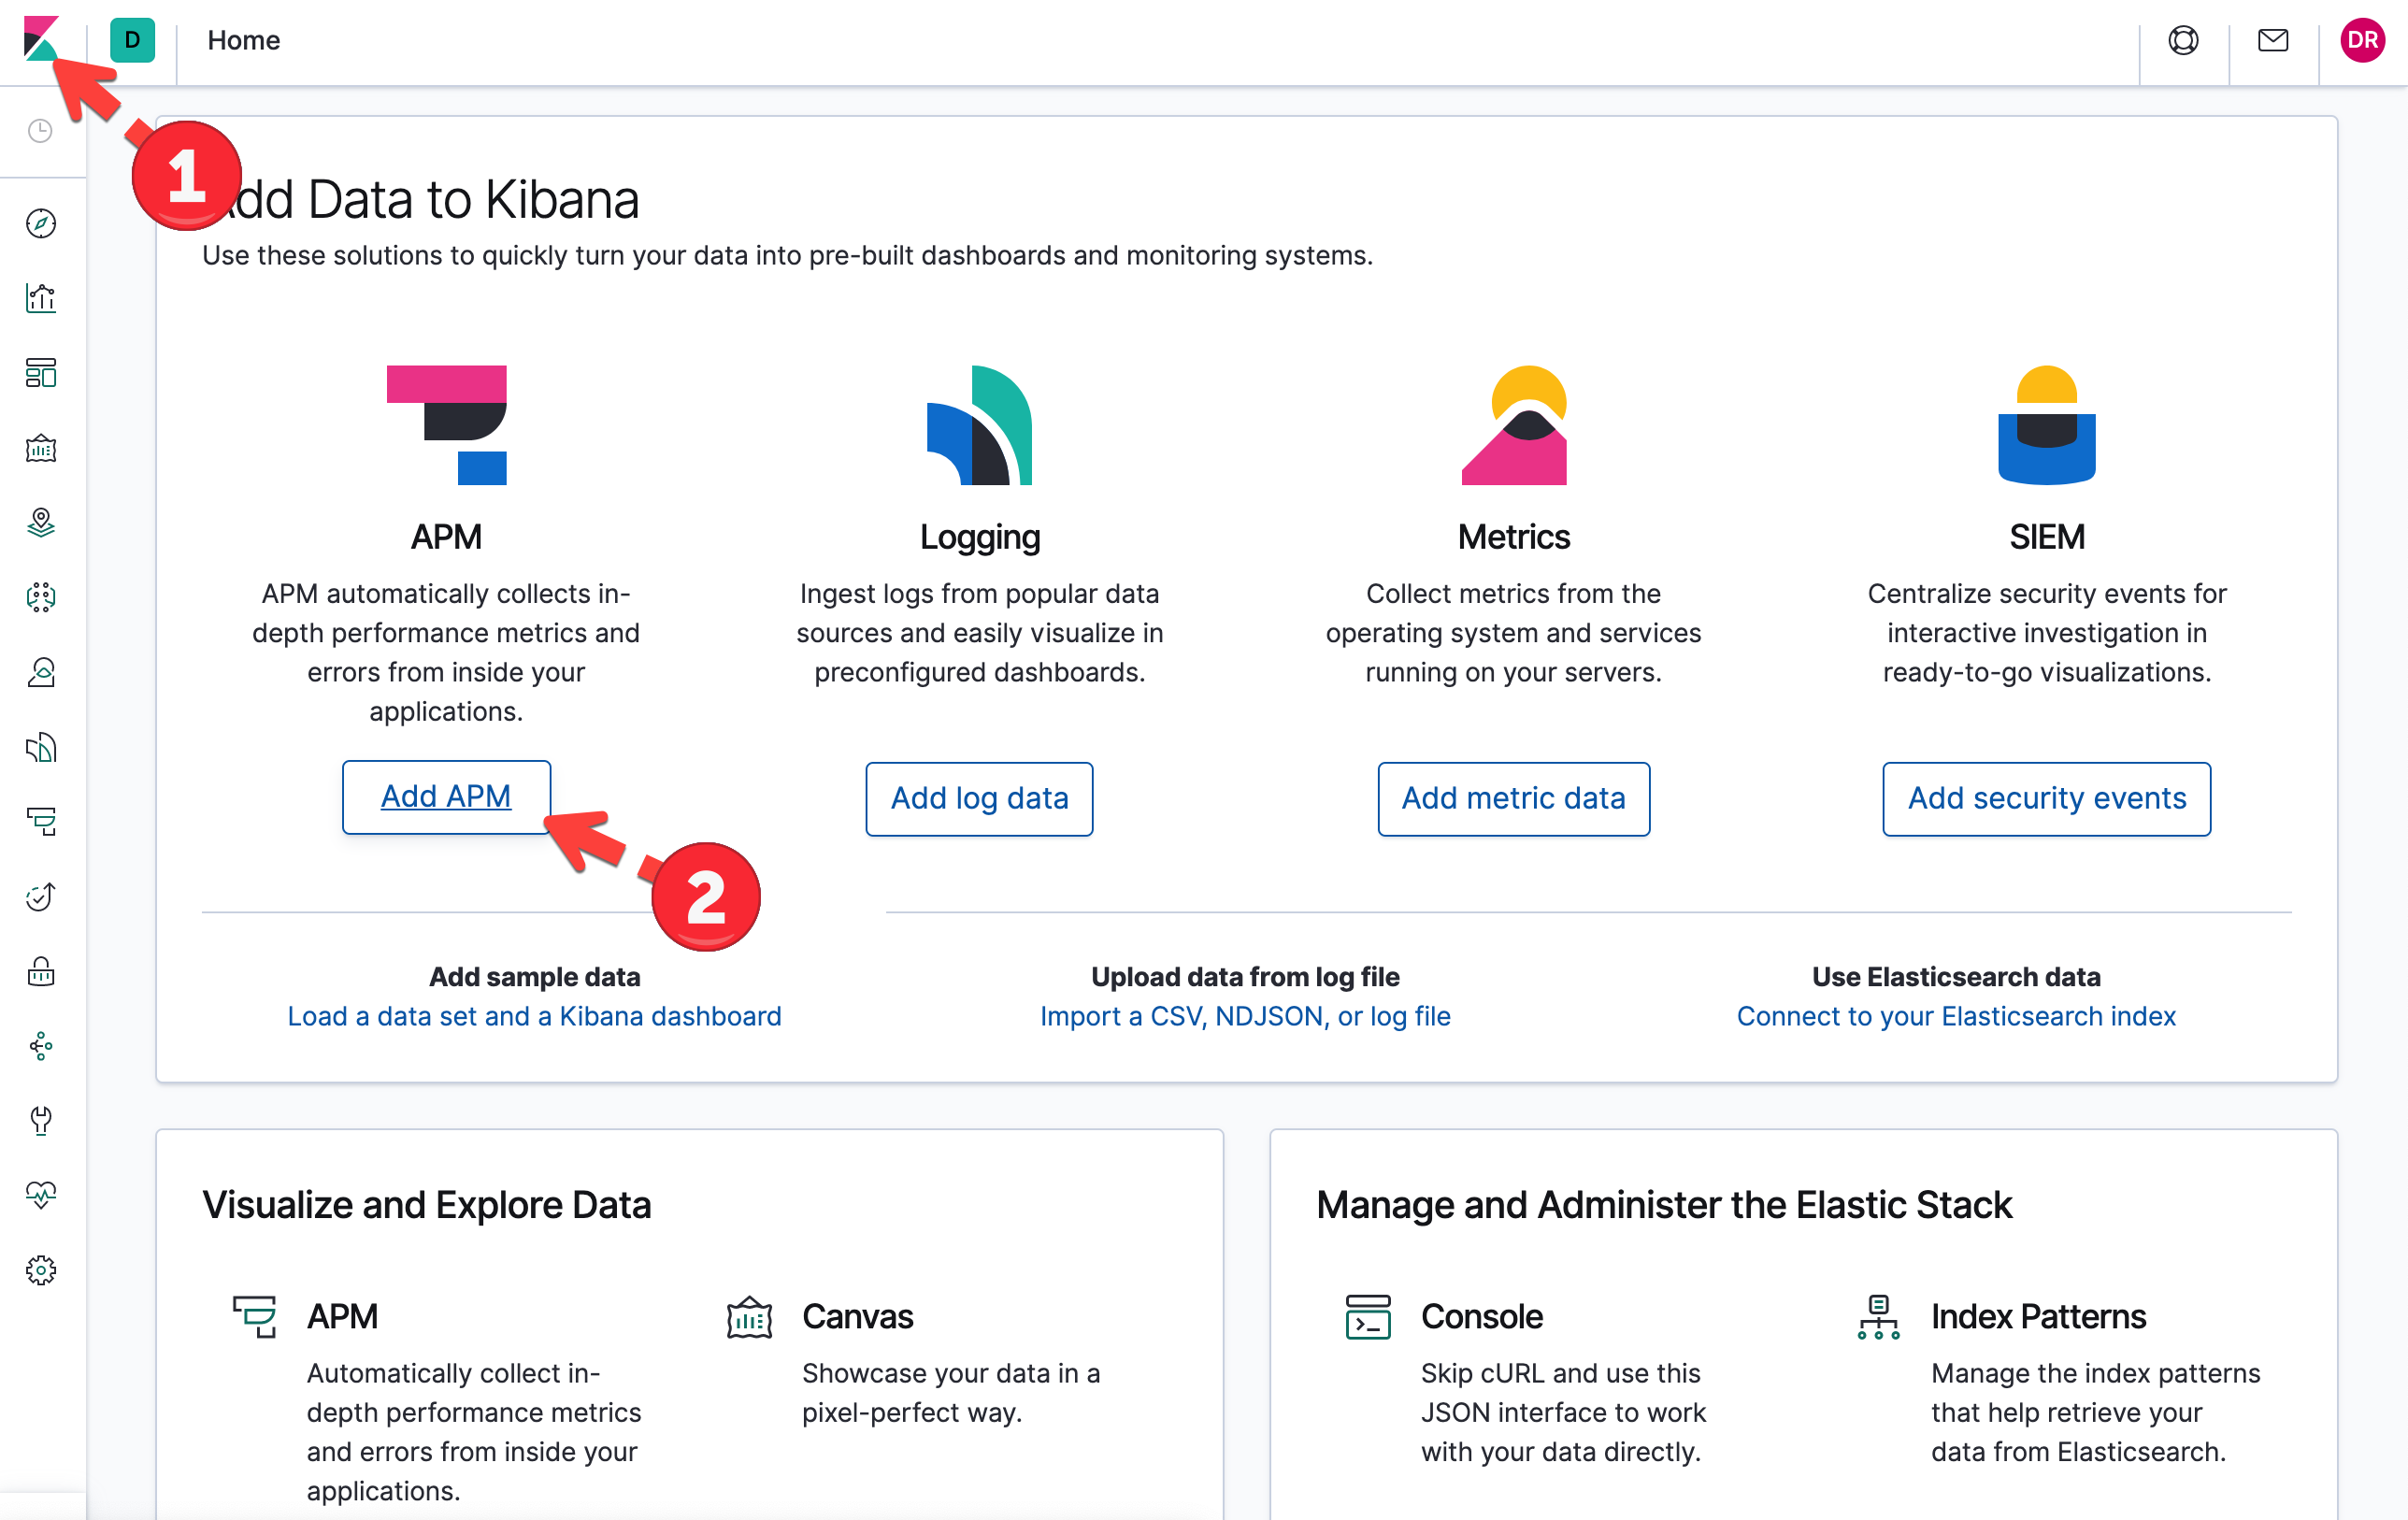 D
Home
DR
1
Add Data to Kibana
Use these solutions to quickly turn your data into pre-built dashboards and monitoring systems.
APM
APM automatically collects in-
depth performance metrics and
errors from inside your
applications.
Add APM
Logging
Ingest logs from popular data
sources and easily visualize in
preconfigured dashboards.
Add log data
Metrics
Collect metrics from the
operating system and services
running on your servers.
Add metric data
SIEM
Centralize security events for
interactive investigation in
ready-to-go visualizations.
Add security events
2
Add sample data
Load a data set and a Kibana dashboard
Upload data from log file
Import a CSV, NDJSON, or log file
Use Elasticsearch data
Connect to your Elasticsearch index
Visualize and Explore Data
APM
Automatically collect in-
depth performance metrics
and errors from inside your
applications.
Canvas
Showcase your data in a
pixel-perfect way.
Manage and Administer the Elastic Stack
Console
Skip cURL and use this
JSON interface to work
with your data directly.
Index Patterns
Manage the index patterns
that help retrieve your
data from Elasticsearch.